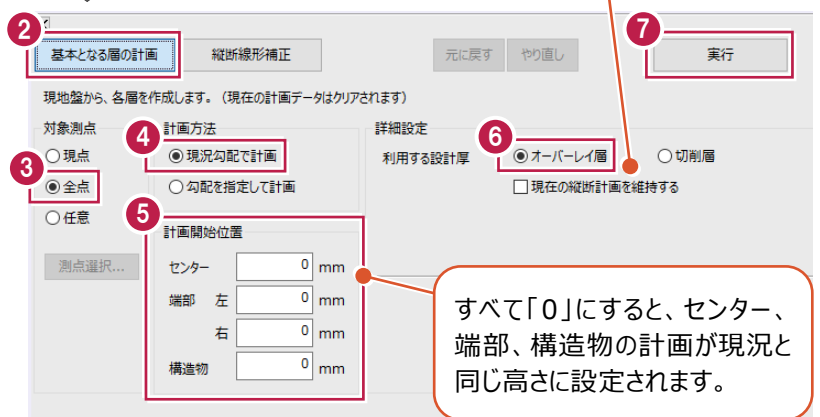 2
7
基本となる層の計画
縦断線形補正
元に戻す
やり直し
実行
現地盤から、各層を作成します。（現在の計画データはクリアされます）
対象測点
4
計画方法
詳細設定
6
現点
現況勾配で計画
利用する設計厚
オーバーレイ層
切削層
3
全点
勾配を指定して計画
現在の縦断計画を維持する
任意
5
計画開始位置
測点選択...
センター 0 mm
端部 左 0 mm
右 0 mm
構造物 0 mm
すべて「０」にすると、センター、
端部、構造物の計画が現況と
同じ高さに設定されます。